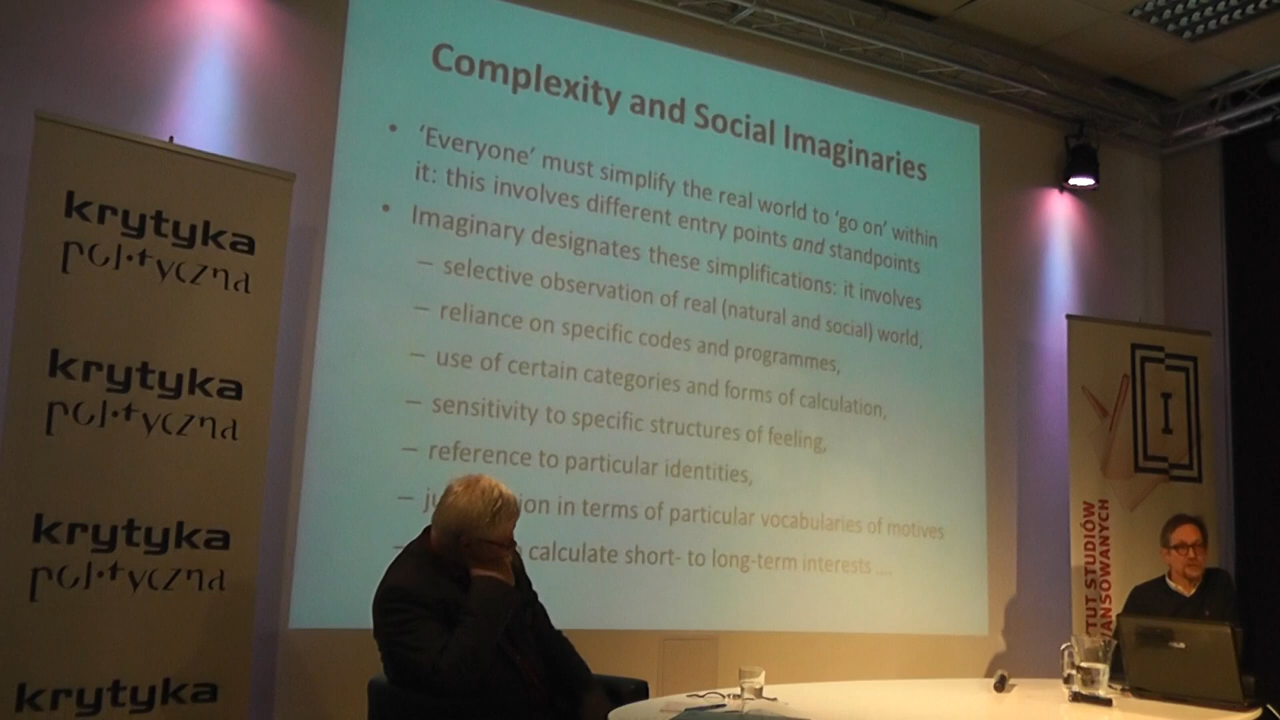 Complexity and Social Imaginaries
• 'Everyone' must simplify the real world to 'go on' within
it: this involves different entry points and standpoints
• Imaginary designates these simplifications: it involves
– selective observation of real (natural and social) world,
– reliance on specific codes and programmes,
– use of certain categories and forms of calculation,
– sensitivity to specific structures of feeling,
– reference to particular identities,
– in terms of particular vocabularies of motives
– calculate short- to long-term interests ....
krytyka
polityczna
krytyka
polityczna
krytyka
polityczna
krytyka
I
STUDIÓW